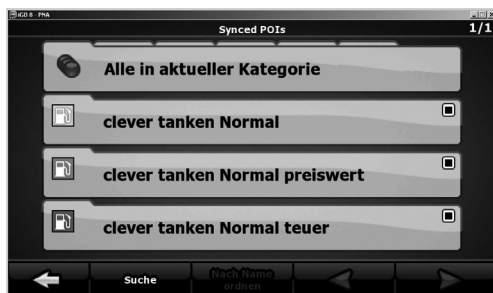 iGO 8 - PNA
Synced POIs
1/1
Alle in aktueller Kategorie
clever tanken Normal
clever tanken Normal preiswert
clever tanken Normal teuer
Suche
Nach Name
ordnen